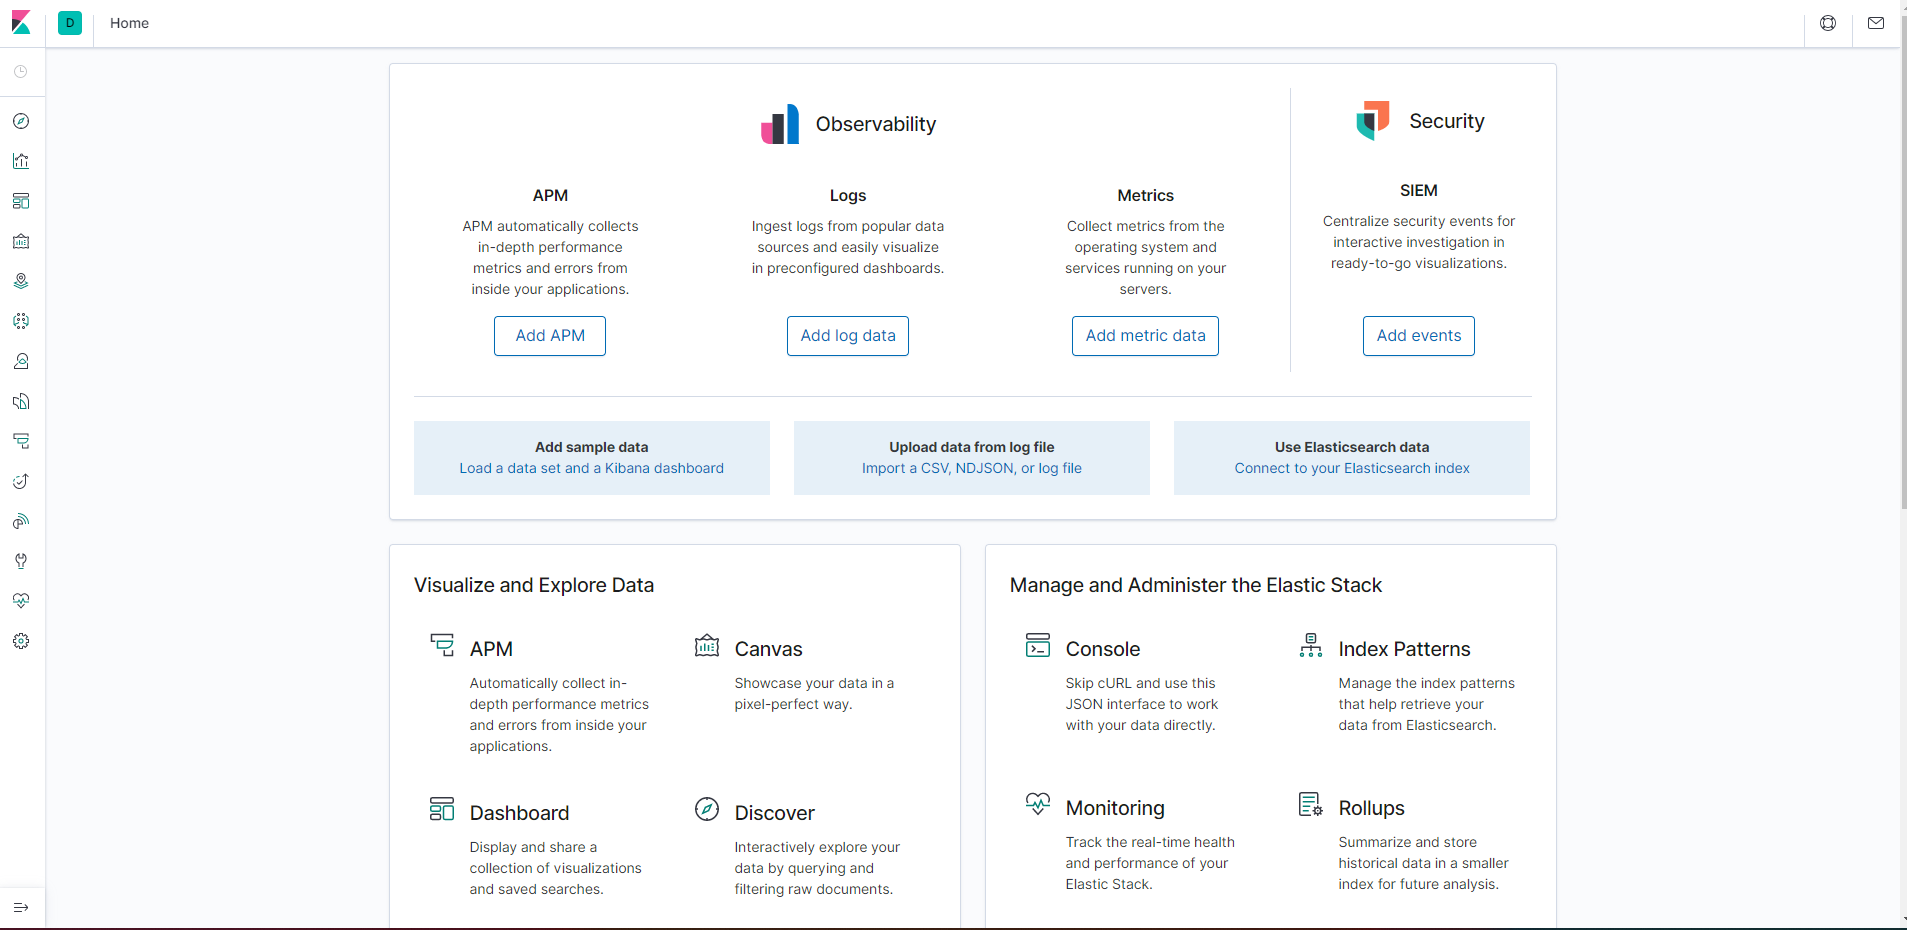 D
Home
Observability
Security
APM
APM automatically collects
in-depth performance
metrics and errors from
inside your applications.
Add APM
Logs
Ingest logs from popular data
sources and easily visualize
in preconfigured dashboards.
Add log data
Metrics
Collect metrics from the
operating system and
services running on your
servers.
Add metric data
SIEM
Centralize security events for
interactive investigation in
ready-to-go visualizations.
Add events
Add sample data
Load a data set and a Kibana dashboard
Upload data from log file
Import a CSV, NDJSON, or log file
Use Elasticsearch data
Connect to your Elasticsearch index
Visualize and Explore Data
APM
Automatically collect in-
depth performance metrics
and errors from inside your
applications.
Canvas
Showcase your data in a
pixel-perfect way.
Dashboard
Display and share a
collection of visualizations
and saved searches.
Discover
Interactively explore your
data by querying and
filtering raw documents.
Manage and Administer the Elastic Stack
Console
Skip cURL and use this
JSON interface to work
with your data directly.
Index Patterns
Manage the index patterns
that help retrieve your
data from Elasticsearch.
Monitoring
Track the real-time health
and performance of your
Elastic Stack.
Rollups
Summarize and store
historical data in a smaller
index for future analysis.